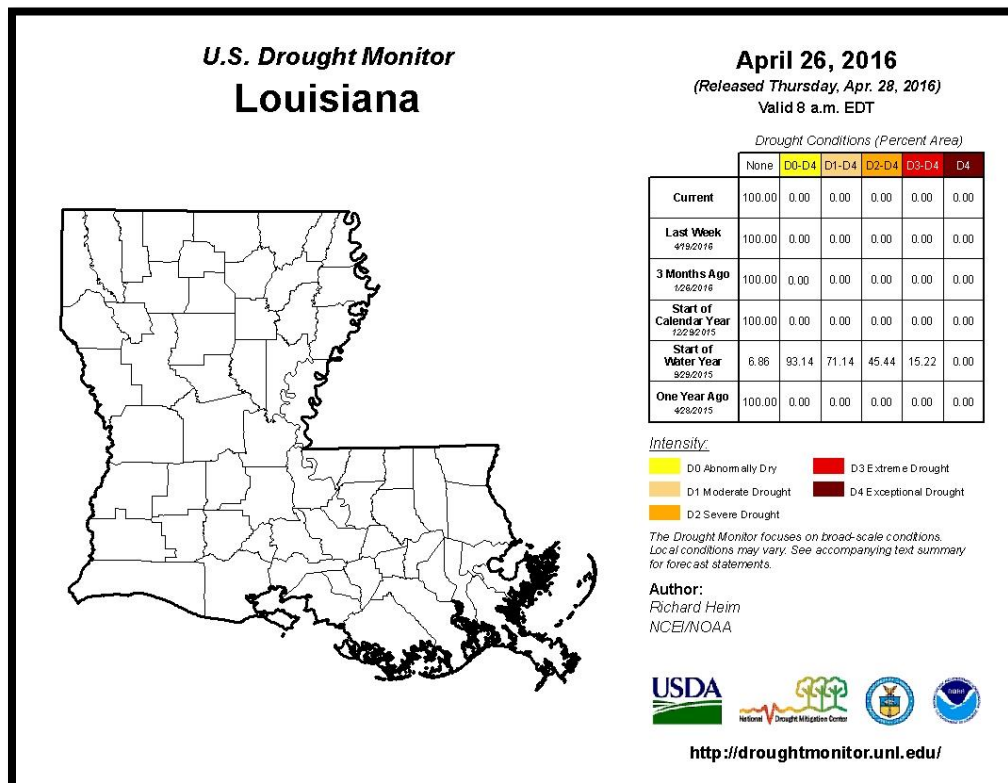 U.S. Drought Monitor
Louisiana
April 26, 2016
(Released Thursday, Apr. 28, 2016)
Valid 8 a.m. EDT
Drought Conditions (Percent Area)
None D0-D4 D1-D4 D2-D4 D3-D4 D4
Current 100.00 0.00 0.00 0.00 0.00 0.00
Last Week
4/19/2016 100.00 0.00 0.00 0.00 0.00 0.00
3 Months Ago
1/26/2016 100.00 0.00 0.00 0.00 0.00 0.00
Start of
Calendar Year
12/29/2015 100.00 0.00 0.00 0.00 0.00 0.00
Start of
Water Year
9/29/2015 6.86 93.14 71.14 45.44 15.22 0.00
One Year Ago
4/28/2015 100.00 0.00 0.00 0.00 0.00 0.00
Intensity:
D0 Abnormally Dry
D1 Moderate Drought
D2 Severe Drought
D3 Extreme Drought
D4 Exceptional Drought
The Drought Monitor focuses on broad-scale conditions.
Local conditions may vary. See accompanying text summary
for forecast statements.
Author:
Richard Heim
NCEI/NOAA
USDA
National Drought Mitigation Center
http://droughtmonitor.unl.edu/